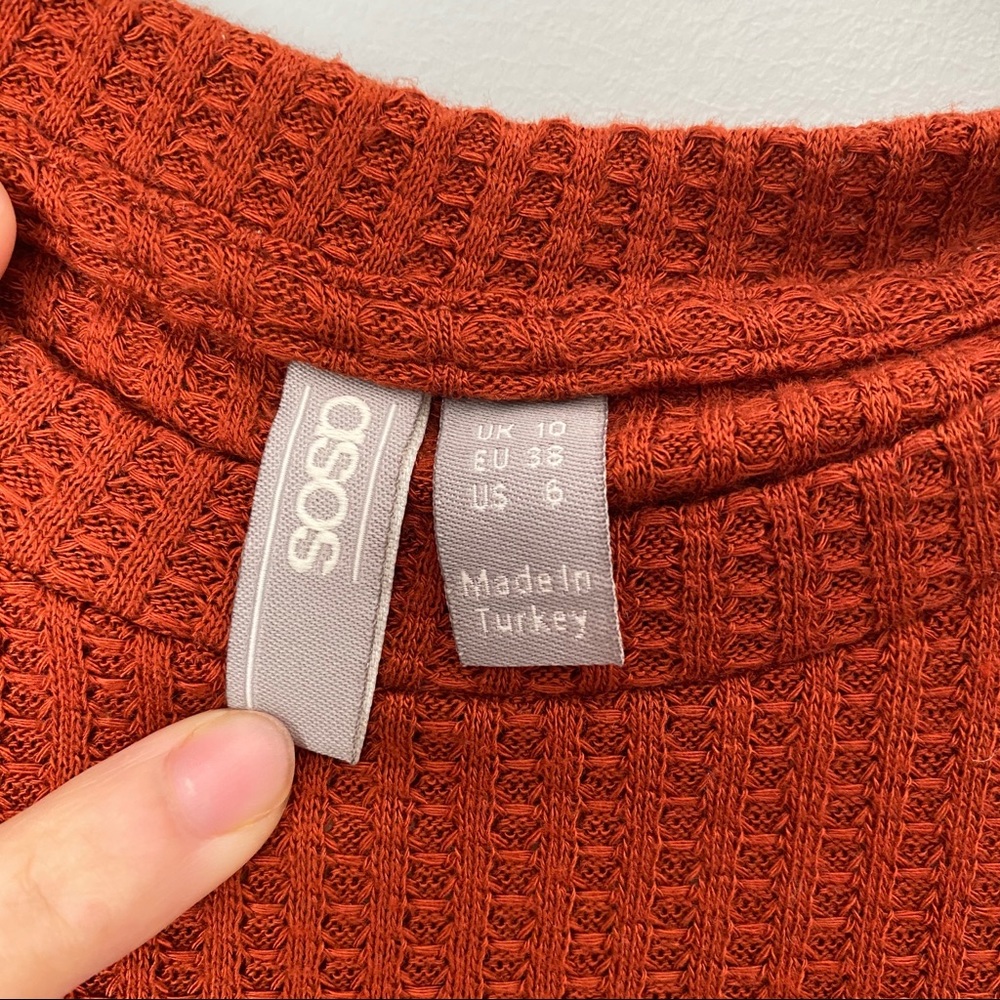 asos
UK 10
EU 38
US 6
Made In
Turkey